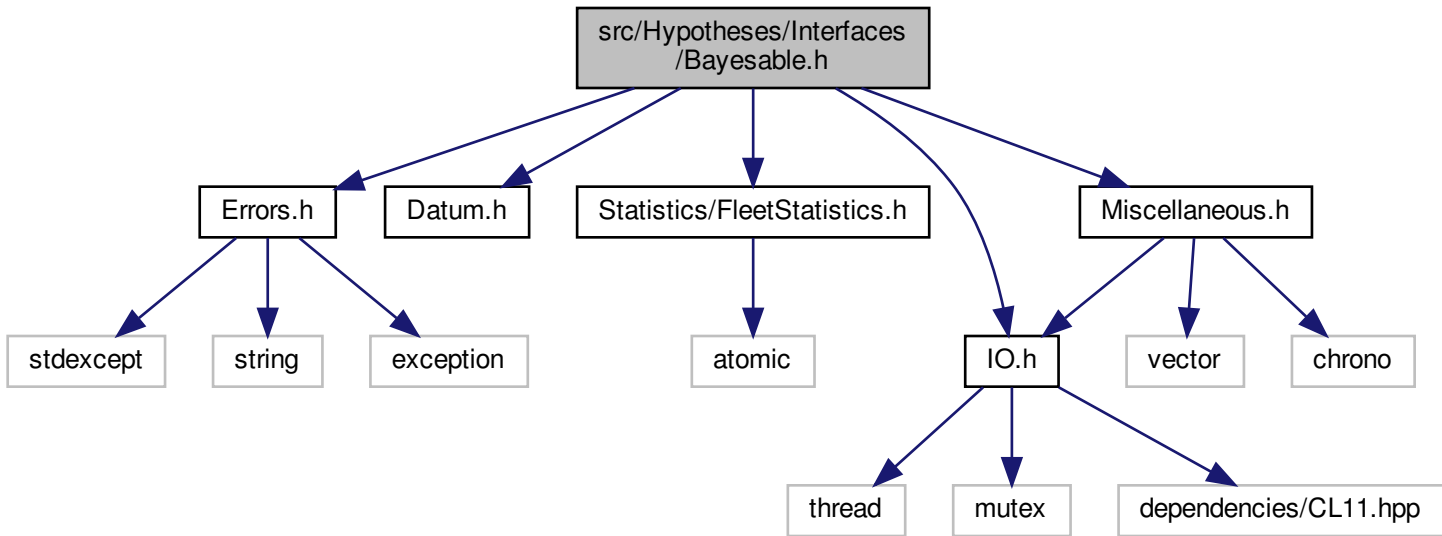 src/Hypotheses/Interfaces
/Bayesable.h
Errors.h
Datum.h
Statistics/FleetStatistics.h
Miscellaneous.h
stdexcept
string
exception
atomic
IO.h
vector
chrono
thread
mutex
dependencies/CL11.hpp